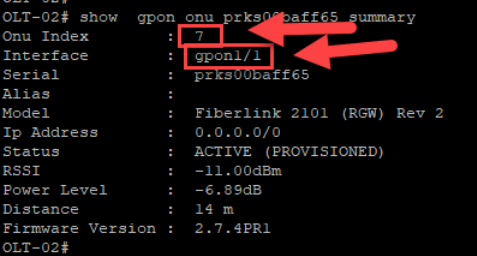 OLT-02# show  gpon onu prks00baff65 summary
Onu Index        :  7
Interface        :  gpon1/1
Serial           :  prks00baff65
Alias            :
Model            :  Fiberlink 2101 (RGW) Rev 2
Ip Address       :  0.0.0.0/0
Status           :  ACTIVE (PROVISIONED)
RSSI             :  -11.00dBm
Power Level      :  -6.89dB
Distance         :  14 m
Firmware Version :  2.7.4PR1
OLT-02#